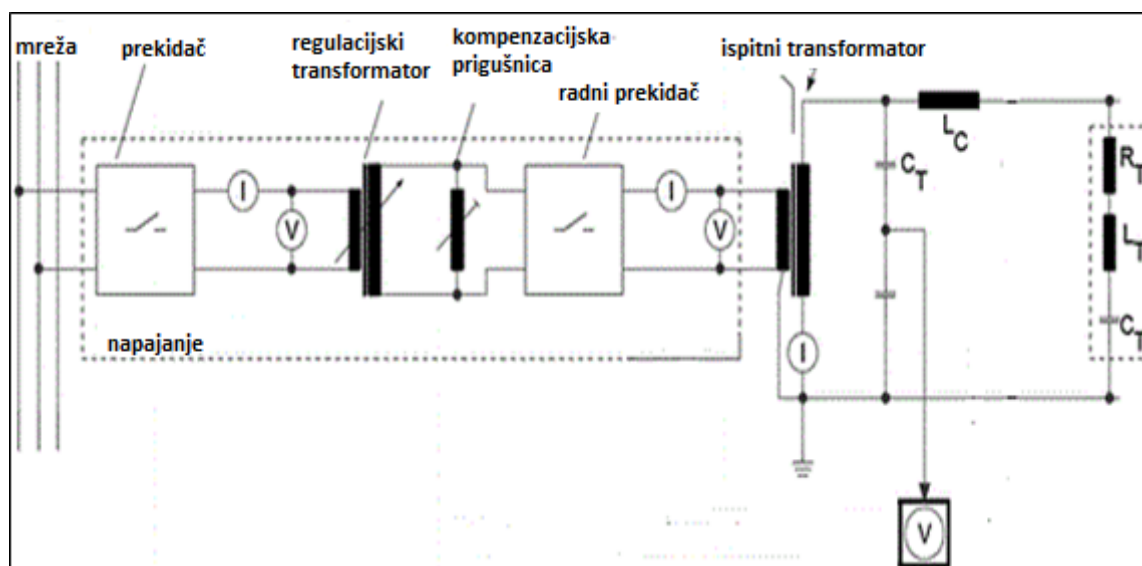 mreža
prekidač
regulacijski
transformator
kompenzacijska
prigušnica
radni prekidač
ispitni transformator
I
V
I
V
I
napajanje
C_T
L_C
R_T
L_T
C_T
V